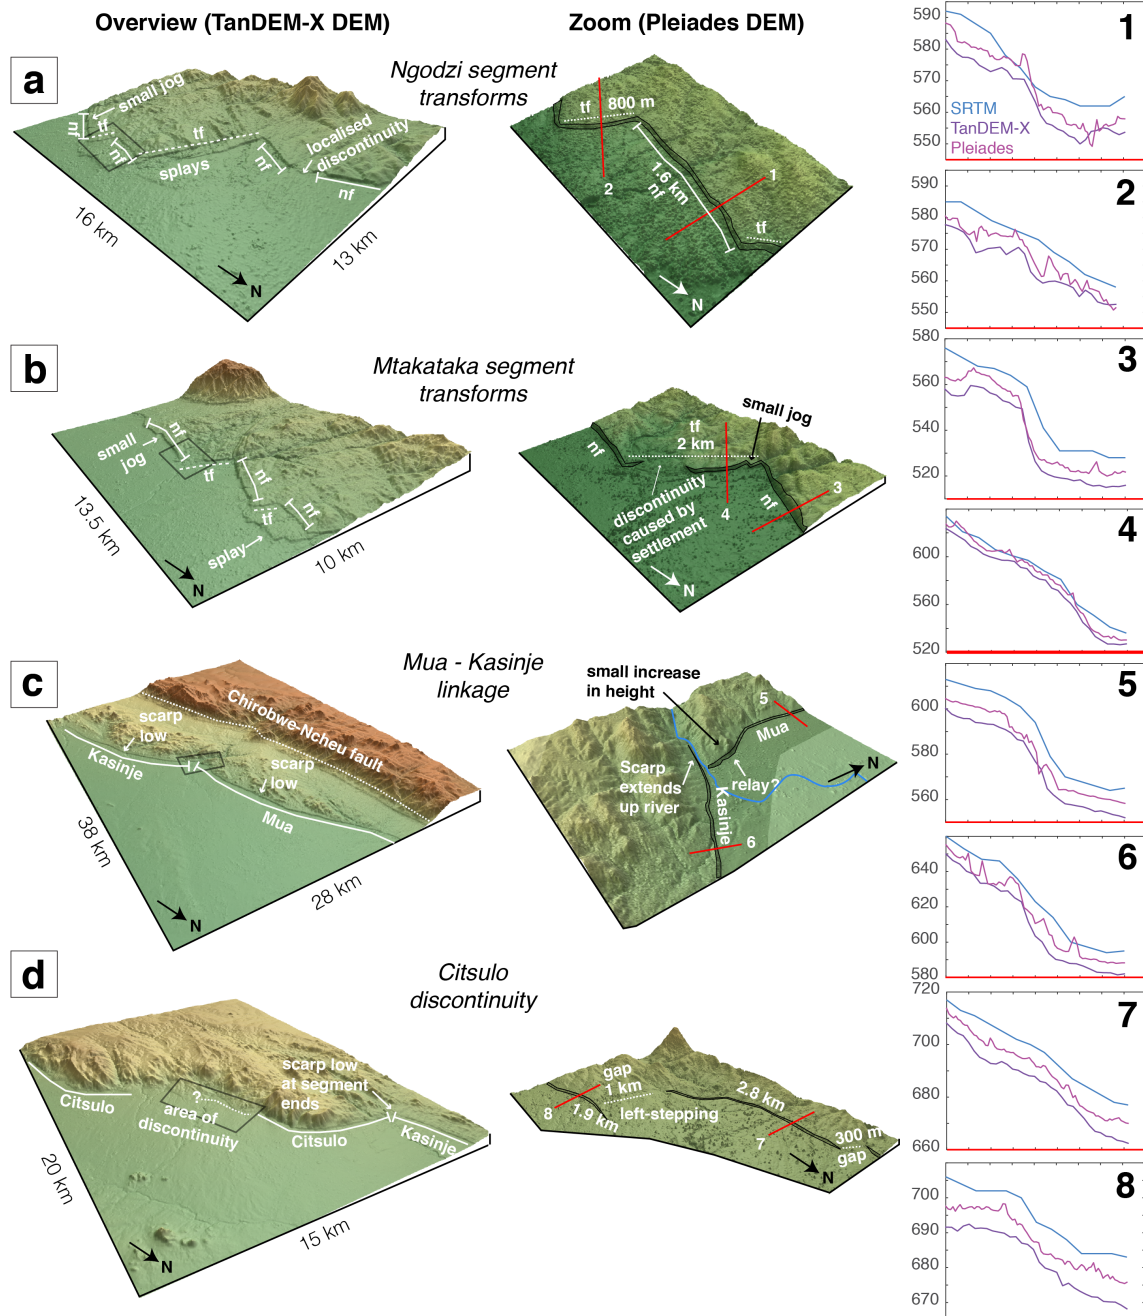 Overview (TanDEM-X DEM)
Zoom (Pleiades DEM)
a
Ngodzi segment
transforms
small jog
nf
tf
nf
tf
splays
nf
localised
discontinuity
nf
16 km
13 km
N
tf
800 m
2
1.6 km
nf
1
tf
N
b
Mtakataka segment
transforms
small
jog
nf
tf
nf
tf
nf
splay
13.5 km
10 km
N
nf
tf
2 km
small jog
discontinuity
caused by
settlement
4
nf
3
N
c
Mua - Kasinje
linkage
Chirobwe-Ncheu fault
scarp
low
Kasinje
scarp
low
Mua
38 km
28 km
N
small increase
in height
5
Mua
Scarp
extends
up river
relay?
Kasinje
6
N
d
Citsulo
discontinuity
Citsulo
?
area of
discontinuity
scarp low
at segment
ends
Citsulo
Kasinje
20 km
15 km
N
gap
1 km
8
1.9 km
left-stepping
2.8 km
7
300 m
gap
N
1
590
580
570
560
550
SRTM
TanDEM-X
Pleiades
2
590
580
570
560
550
3
580
560
540
520
4
600
560
520
5
600
580
560
6
640
620
600
580
7
720
700
680
660
8
700
690
680
670